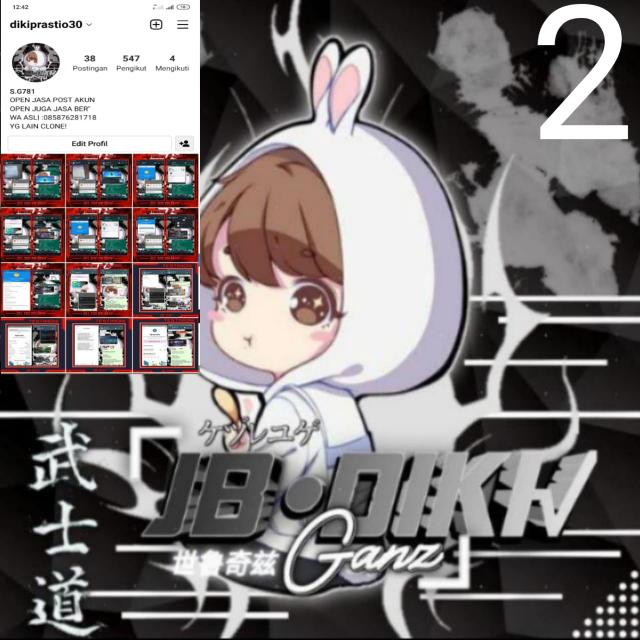 12:42
dikiprastio30
38
547
4
Postingan
Pengikut
Mengikuti
S.G781
OPEN JASA POST AKUN
OPEN JUGA JASA BER"
WA ASLI :085876281718
YG LAIN CLONE!
Edit Profil
2
ケヅレユゲ
JB•DIKY
世魯奇兹
Ganz
武士道